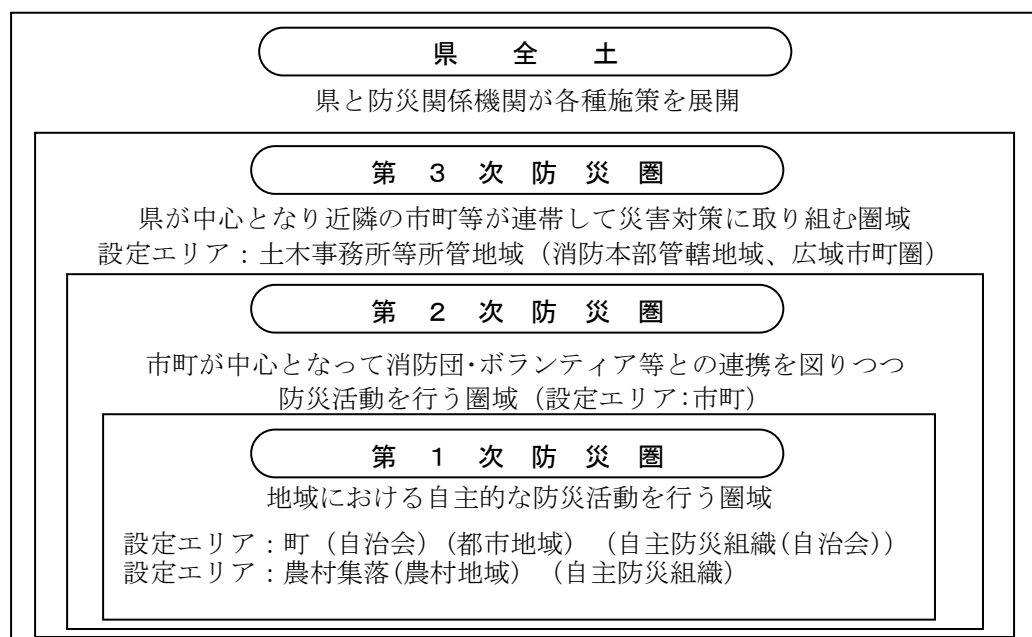 県　全　土
県と防災関係機関が各種施策を展開
第　３　次　防　災　圏
県が中心となり近隣の市町等が連帯して災害対策に取り組む圏域
設定エリア：土木事務所等所管地域（消防本部管轄地域、広域市町圏）
第　２　次　防　災　圏
市町が中心となって消防団・ボランティア等との連携を図りつつ
防災活動を行う圏域（設定エリア：市町）
第　１　次　防　災　圏
地域における自主的な防災活動を行う圏域
設定エリア：町（自治会）（都市地域）　（自主防災組織（自治会））
設定エリア：農村集落（農村地域）　（自主防災組織）